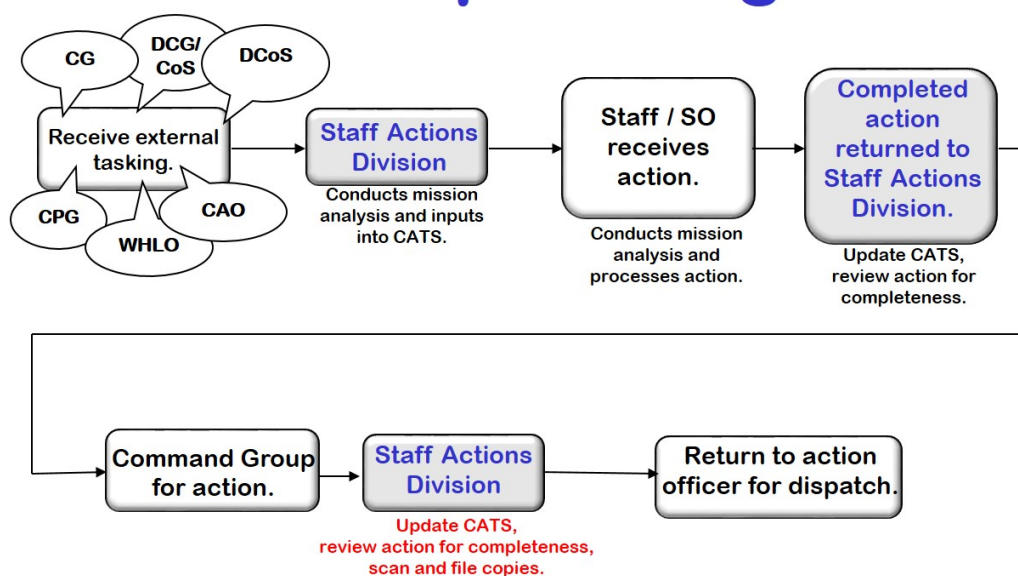 CG
DCG/
CoS
DCoS
Receive external
tasking.
CPG
WHLO
CAO
Staff Actions
Division
Conducts mission
analysis and inputs
into CATS.
Staff / SO
receives
action.
Conducts mission
analysis and
processes action.
Completed
action
returned to
Staff Actions
Division.
Update CATS,
review action for
completeness.
Command Group
for action.
Staff Actions
Division
Update CATS,
review action for completeness,
scan and file copies.
Return to action
officer for dispatch.